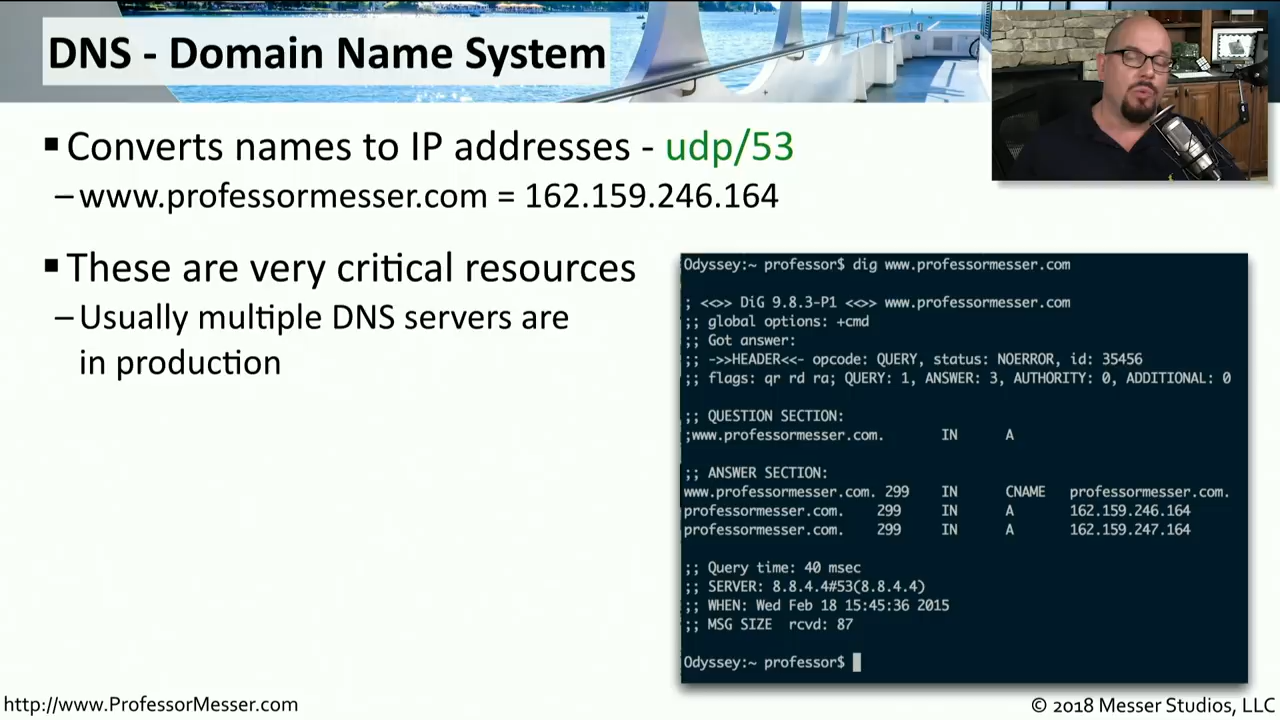 DNS - Domain Name System
▪ Converts names to IP addresses - udp/53
– www.professormesser.com = 162.159.246.164
▪ These are very critical resources
– Usually multiple DNS servers are
in production
Odyssey:~ professor$ dig www.professormesser.com
; <<>> DiG 9.8.3-P1 <<>> www.professormesser.com
;; global options: +cmd
;; Got answer:
;; ->>HEADER<<- opcode: QUERY, status: NOERROR, id: 35456
;; flags: qr rd ra; QUERY: 1, ANSWER: 3, AUTHORITY: 0, ADDITIONAL: 0
;; QUESTION SECTION:
;www.professormesser.com. IN A
;; ANSWER SECTION:
www.professormesser.com. 299 IN CNAME professormesser.com.
professormesser.com. 299 IN A 162.159.246.164
professormesser.com. 299 IN A 162.159.247.164
;; Query time: 40 msec
;; SERVER: 8.8.4.4#53(8.8.4.4)
;; WHEN: Wed Feb 18 15:45:36 2015
;; MSG SIZE rcvd: 87
Odyssey:~ professor$
http://www.ProfessorMesser.com
© 2018 Messer Studios, LLC